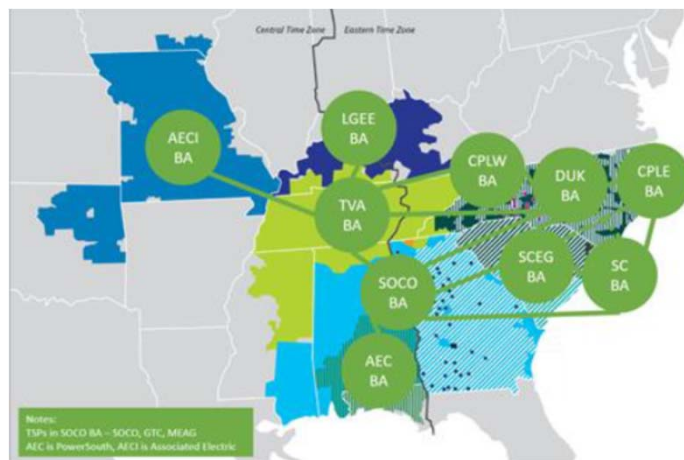 Central Time Zone
Eastern Time Zone
LGEE
BA
AECI
BA
CPLW
BA
DUK
BA
CPLE
BA
TVA
BA
SOCO
BA
SCEG
BA
SC
BA
AEC
BA
Notes:
TSPs in SOCO BA – SOCO, GTC, MEAG
AEC is PowerSouth, AECI is Associated Electric